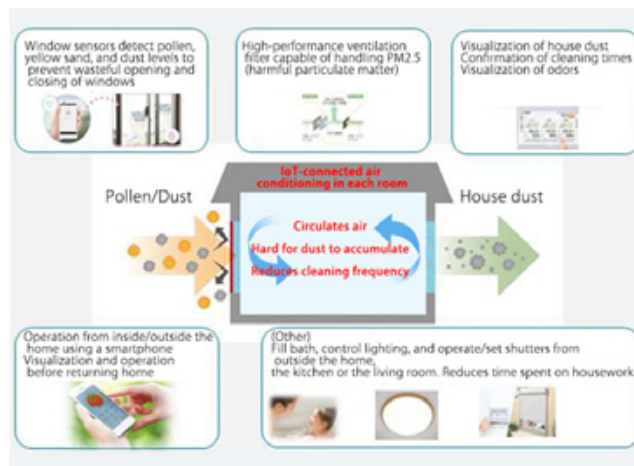 Window sensors detect pollen,
yellow sand, and dust levels to
prevent wasteful opening and
closing of windows
High-performance ventilation
filter capable of handling PM2.5
(harmful particulate matter)
Visualization of house dust
Confirmation of cleaning times
Visualization of odors
IoT-connected air
conditioning in each room
Pollen/Dust
House dust
Circulates air
Hard for dust to accumulate
Reduces cleaning frequency
Operation from inside/outside the
home using a smartphone
Visualization and operation
before returning home
(Other)
Fill bath, control lighting, and operate/set shutters from
outside the home,
the kitchen or the living room. Reduces time spent on housework